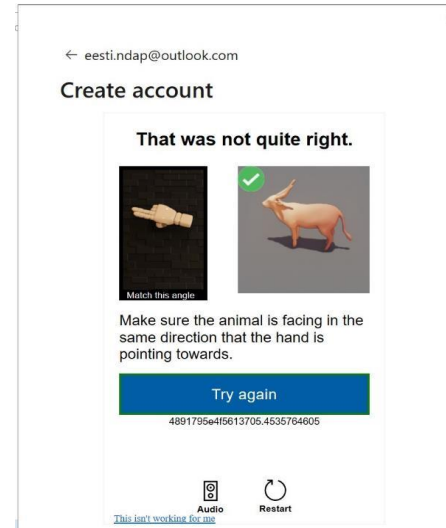 ← eesti.ndap@outlook.com
Create account
That was not quite right.
Match this angle
Make sure the animal is facing in the
same direction that the hand is
pointing towards.
Try again
4891795e4f5613705.4535764605
Audio
Restart
This isn't working for me